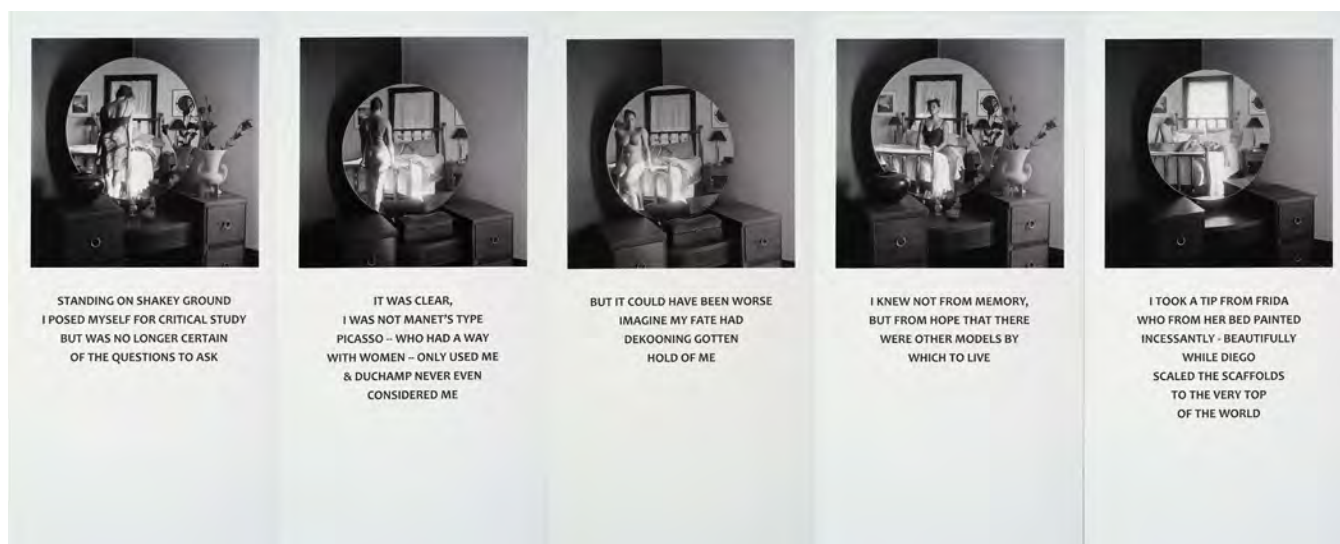 STANDING ON SHAKEY GROUND
I POSED MYSELF FOR CRITICAL STUDY
BUT WAS NO LONGER CERTAIN
OF THE QUESTIONS TO ASK
IT WAS CLEAR,
I WAS NOT MANET'S TYPE
PICASSO – WHO HAD A WAY
WITH WOMEN – ONLY USED ME
& DUCHAMP NEVER EVEN
CONSIDERED ME
BUT IT COULD HAVE BEEN WORSE
IMAGINE MY FATE HAD
DEKOONING GOTTEN
HOLD OF ME
I KNEW NOT FROM MEMORY,
BUT FROM HOPE THAT THERE
WERE OTHER MODELS BY
WHICH TO LIVE
I TOOK A TIP FROM FRIDA
WHO FROM HER BED PAINTED
INCESSANTLY - BEAUTIFULLY
WHILE DIEGO
SCALED THE SCAFFOLDS
TO THE VERY TOP
OF THE WORLD